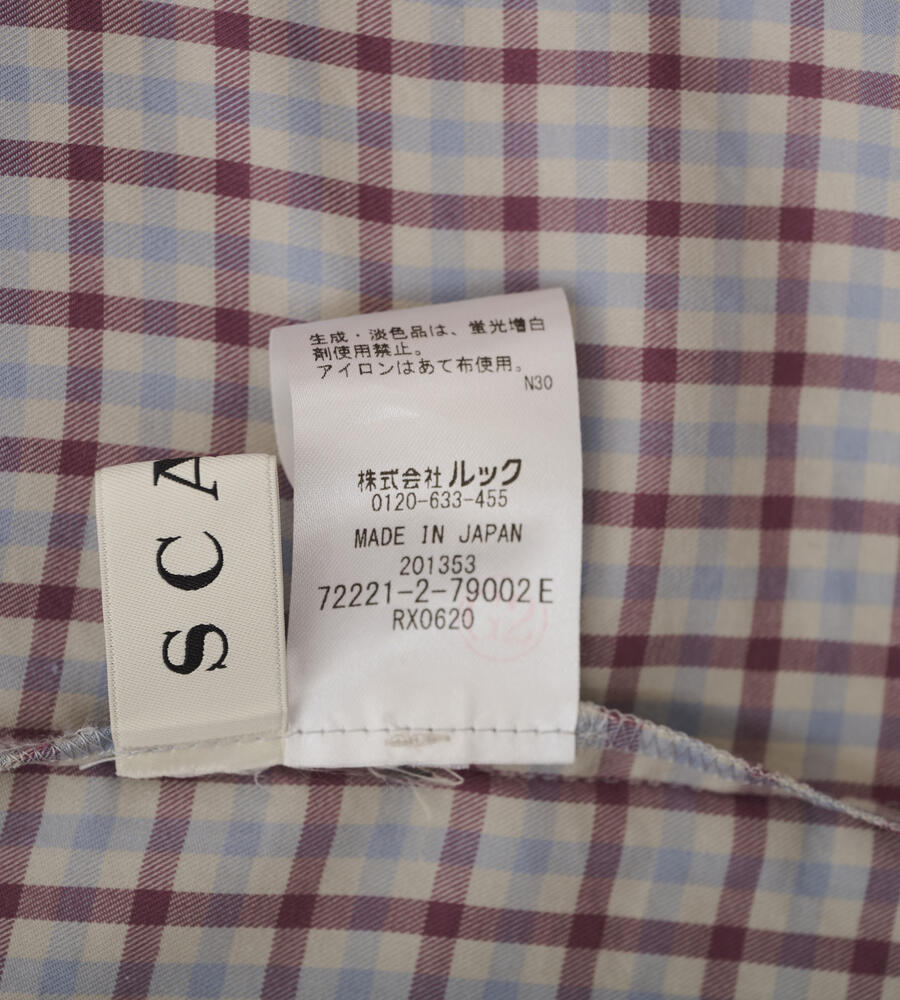 生成・淡色品は、蛍光増白
剤使用禁止。
アイロンはあて布使用。
N30
株式会社ルック
0120-633-455
MADE IN JAPAN
201353
72221-2-79002E
RX0620
SCA